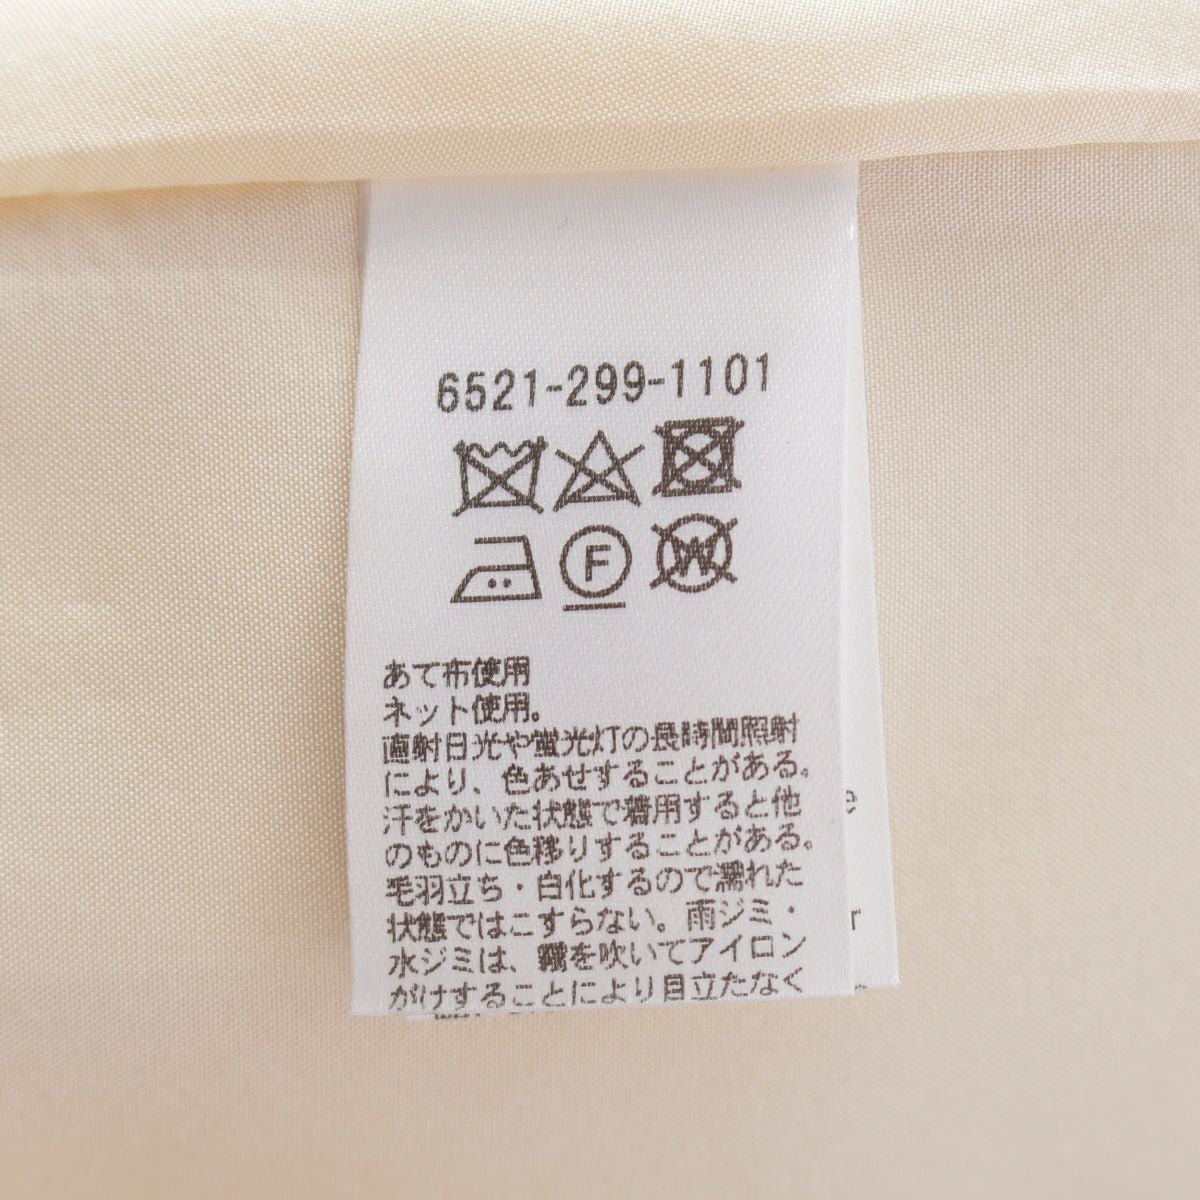 6521-299-1101
F
W
あて布使用
ネット使用。
直射日光や蛍光灯の長時間照射
により、色あせすることがある。
汗をかいた状態で着用すると他
のものに色移りすることがある。
毛羽立ち・白化するので濡れた
状態ではこすらない。雨ジミ・
水ジミは、霧を吹いてアイロン
がけすることにより目立たなく
e
r